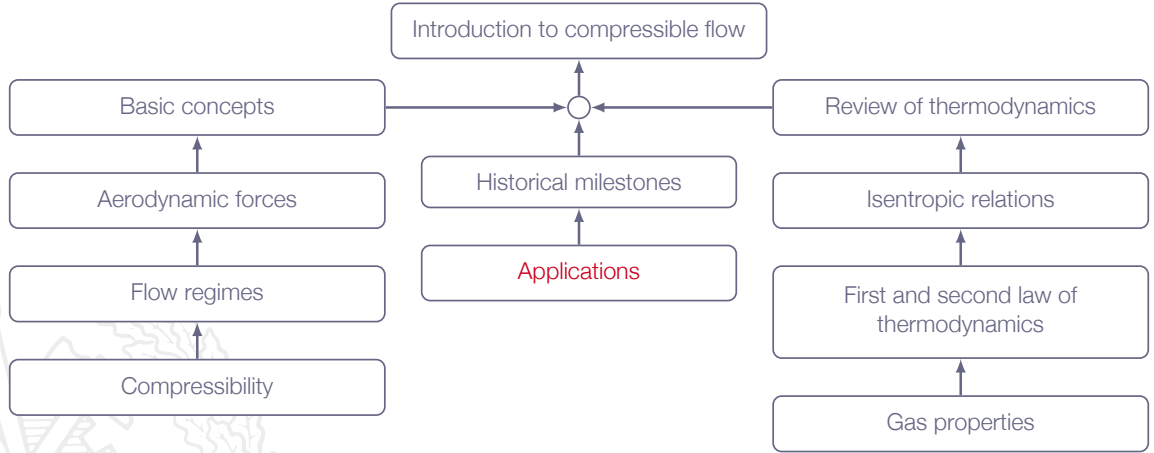 Introduction to compressible flow
Basic concepts
Review of thermodynamics
Historical milestones
Aerodynamic forces
Isentropic relations
Applications
Flow regimes
First and second law of
thermodynamics
Compressibility
Gas properties